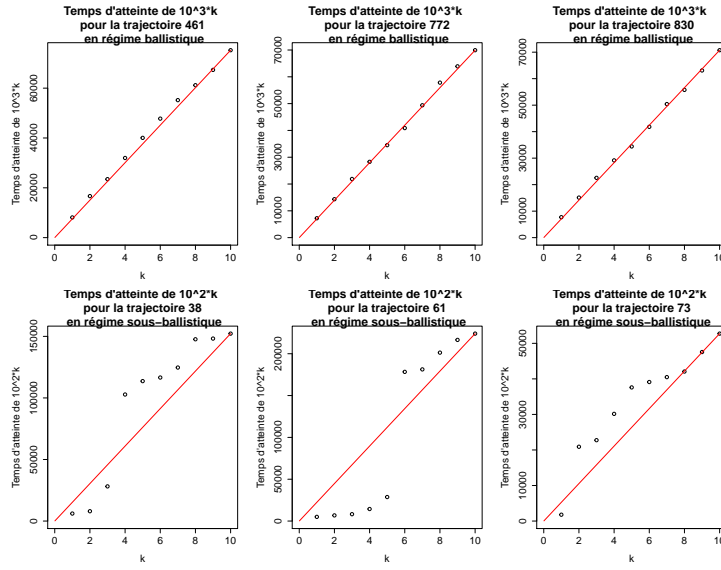 Temps d'atteinte de 10^3*k
pour la trajectoire 461
en régime ballistique
Temps d'atteinte de 10^3*k
0
20000
40000
60000
0 2 4 6 8 10
k
Temps d'atteinte de 10^3*k
pour la trajectoire 772
en régime ballistique
Temps d'atteinte de 10^3*k
0
10000
30000
50000
70000
0 2 4 6 8 10
k
Temps d'atteinte de 10^3*k
pour la trajectoire 830
en régime ballistique
Temps d'atteinte de 10^3*k
0
10000
30000
50000
70000
0 2 4 6 8 10
k
Temps d'atteinte de 10^2*k
pour la trajectoire 38
en régime sous−ballistique
Temps d'atteinte de 10^2*k
0
50000
100000
150000
0 2 4 6 8 10
k
Temps d'atteinte de 10^2*k
pour la trajectoire 61
en régime sous−ballistique
Temps d'atteinte de 10^2*k
0
50000
100000
200000
0 2 4 6 8 10
k
Temps d'atteinte de 10^2*k
pour la trajectoire 73
en régime sous−ballistique
Temps d'atteinte de 10^2*k
0
10000
30000
50000
0 2 4 6 8 10
k